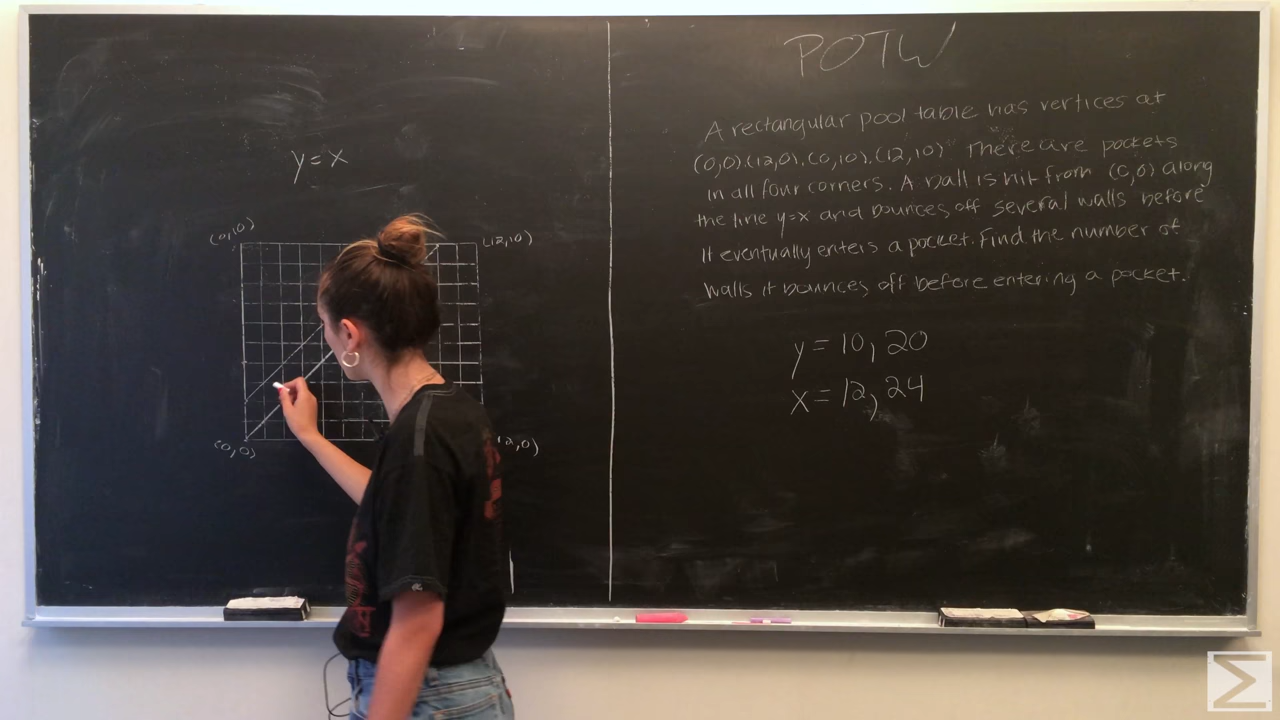 POTW
y = x
A rectangular pool table has vertices at
(0,0).(12,0).(0,10).(12,10) There are pockets
in all four corners. A ball is hit from (0,0) along
the line y=x and bounces off several walls before
it eventually enters a pocket. Find the number of
walls it bounces off before entering a pocket.
(0,10)
(12,10)
y = 10, 20
x = 12, 24
(0,0)
2,0)
Σ